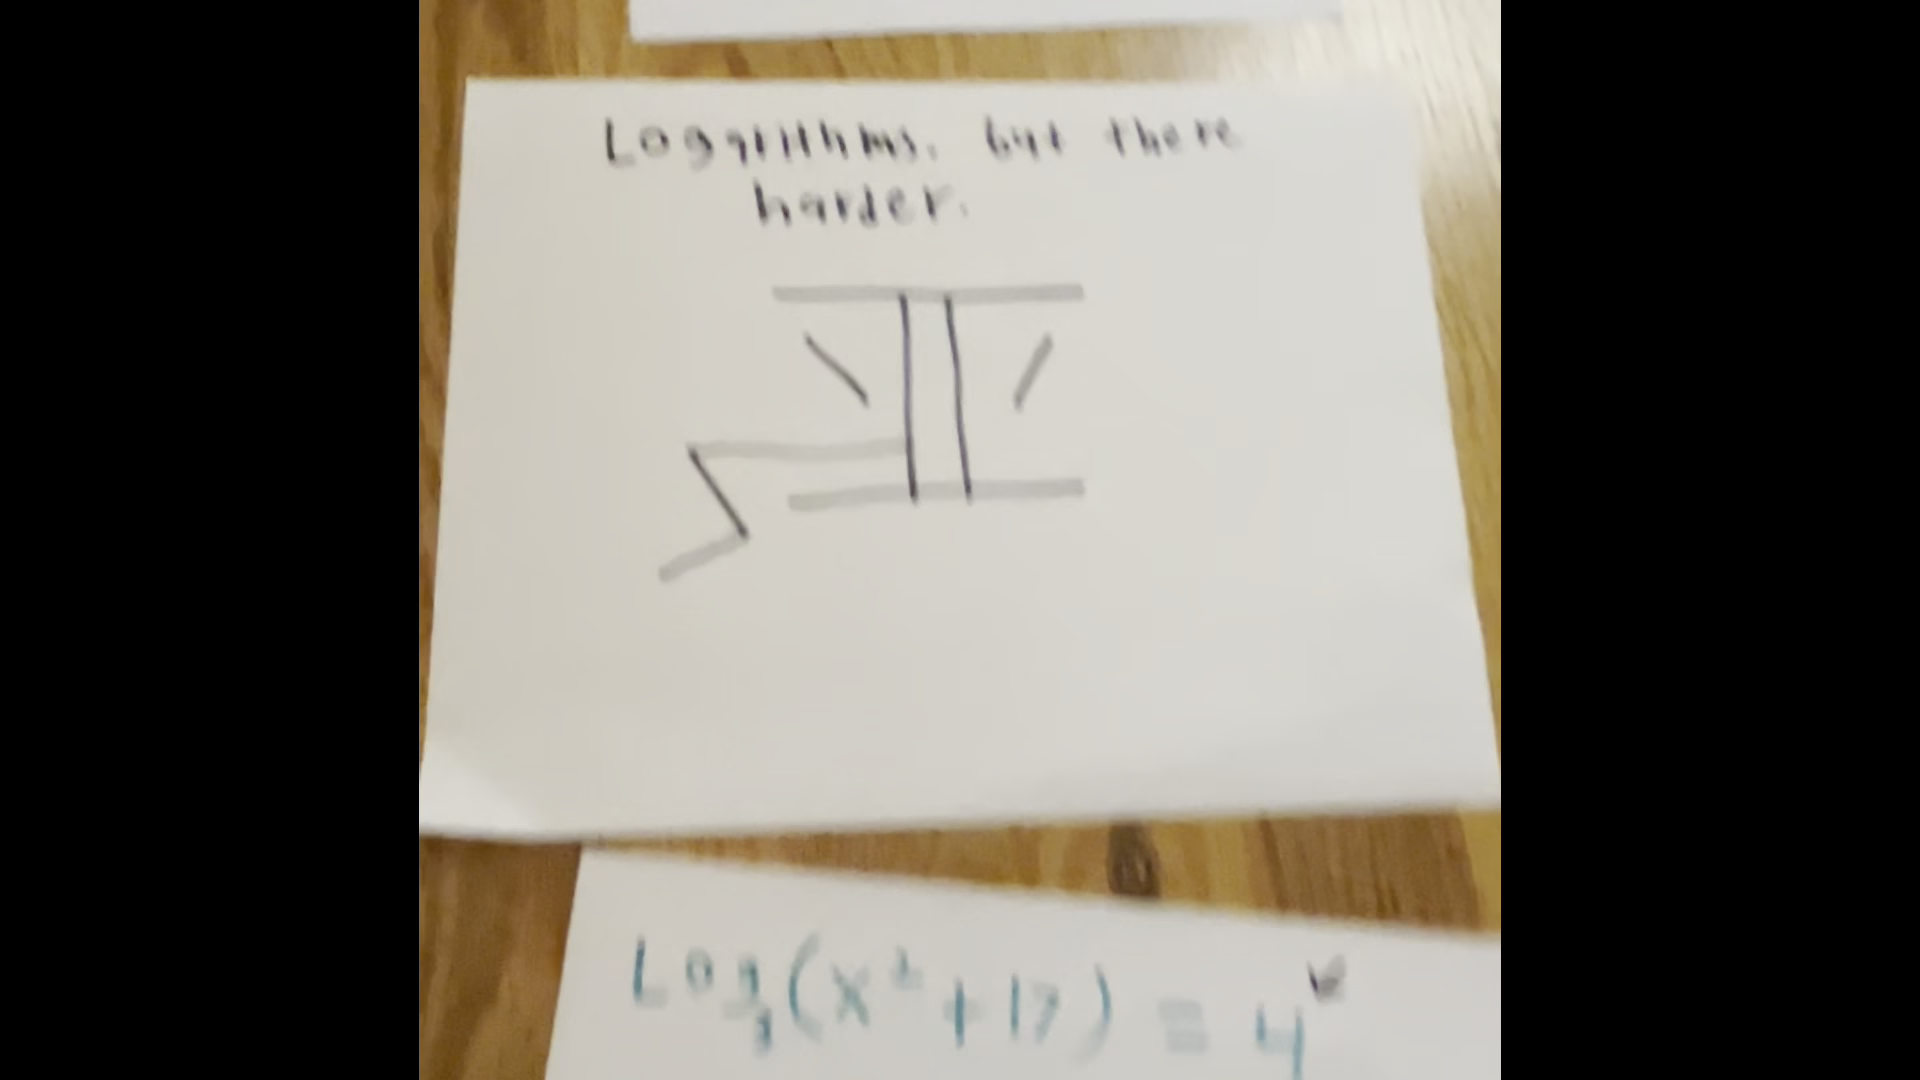 Logarithms. but there
harder.
Log₃(x²+17) = 4